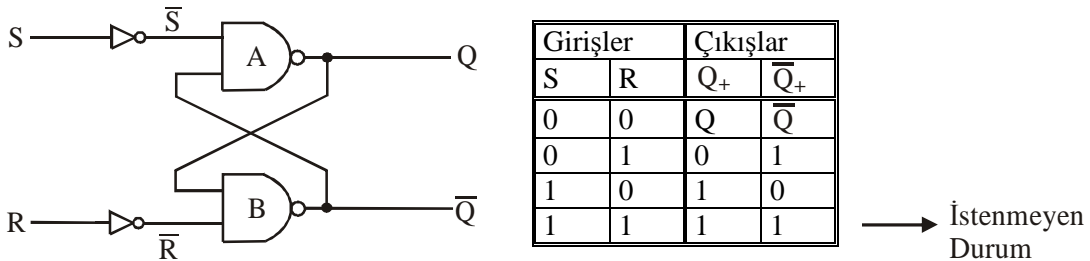 S S̅ A Q
R R̅ B Q̅
Girişler Çıkışlar
S R Q₊ Q̅₊
0 0 Q Q̅
0 1 0 1
1 0 1 0
1 1 1 1
İstenmeyen
Durum